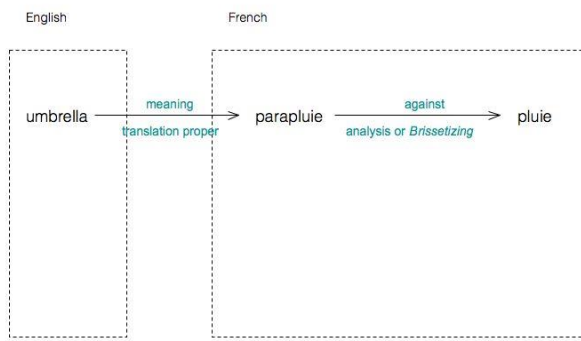 English
French
umbrella
meaning
translation proper
parapluie
against
analysis or Brissetizing
pluie